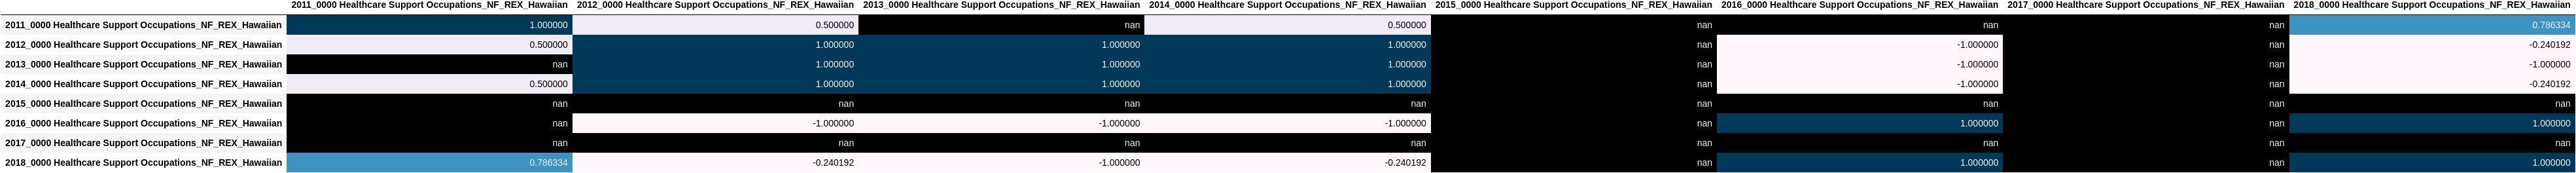 2011_0000 Healthcare Support Occupations_NF_REX_Hawaiian 2012_0000 Healthcare Support Occupations_NF_REX_Hawaiian 2013_0000 Healthcare Support Occupations_NF_REX_Hawaiian 2014_0000 Healthcare Support Occupations_NF_REX_Hawaiian 2015_0000 Healthcare Support Occupations_NF_REX_Hawaiian 2016_0000 Healthcare Support Occupations_NF_REX_Hawaiian 2017_0000 Healthcare Support Occupations_NF_REX_Hawaiian 2018_0000 Healthcare Support Occupations_NF_REX_Hawaiian
2011_0000 Healthcare Support Occupations_NF_REX_Hawaiian 1.000000 0.500000 nan 0.500000 nan nan nan 0.786334
2012_0000 Healthcare Support Occupations_NF_REX_Hawaiian 0.500000 1.000000 1.000000 1.000000 nan -1.000000 nan -0.240192
2013_0000 Healthcare Support Occupations_NF_REX_Hawaiian nan 1.000000 1.000000 1.000000 nan -1.000000 nan -1.000000
2014_0000 Healthcare Support Occupations_NF_REX_Hawaiian 0.500000 1.000000 1.000000 1.000000 nan -1.000000 nan -0.240192
2015_0000 Healthcare Support Occupations_NF_REX_Hawaiian nan nan nan nan nan nan nan nan
2016_0000 Healthcare Support Occupations_NF_REX_Hawaiian nan -1.000000 -1.000000 -1.000000 nan 1.000000 nan 1.000000
2017_0000 Healthcare Support Occupations_NF_REX_Hawaiian nan nan nan nan nan nan nan nan
2018_0000 Healthcare Support Occupations_NF_REX_Hawaiian 0.786334 -0.240192 -1.000000 -0.240192 nan 1.000000 nan 1.000000